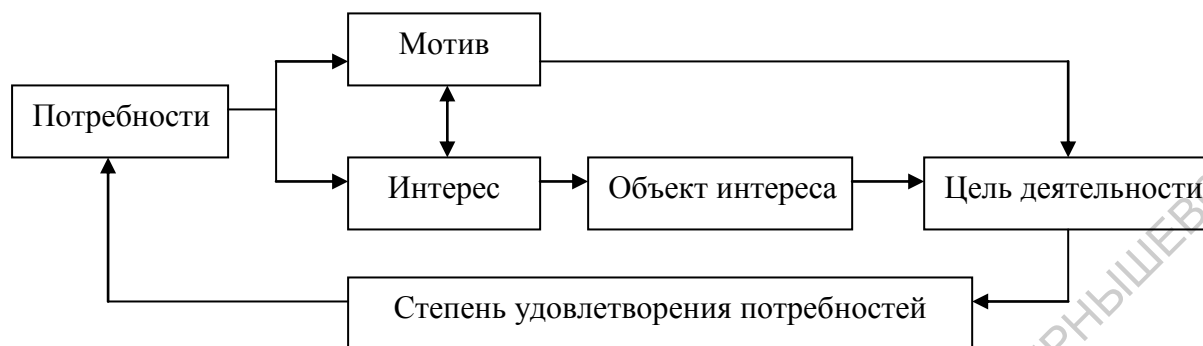 Мотив
Потребности
Интерес
Объект интереса
Цель деятельности
Степень удовлетворения потребностей